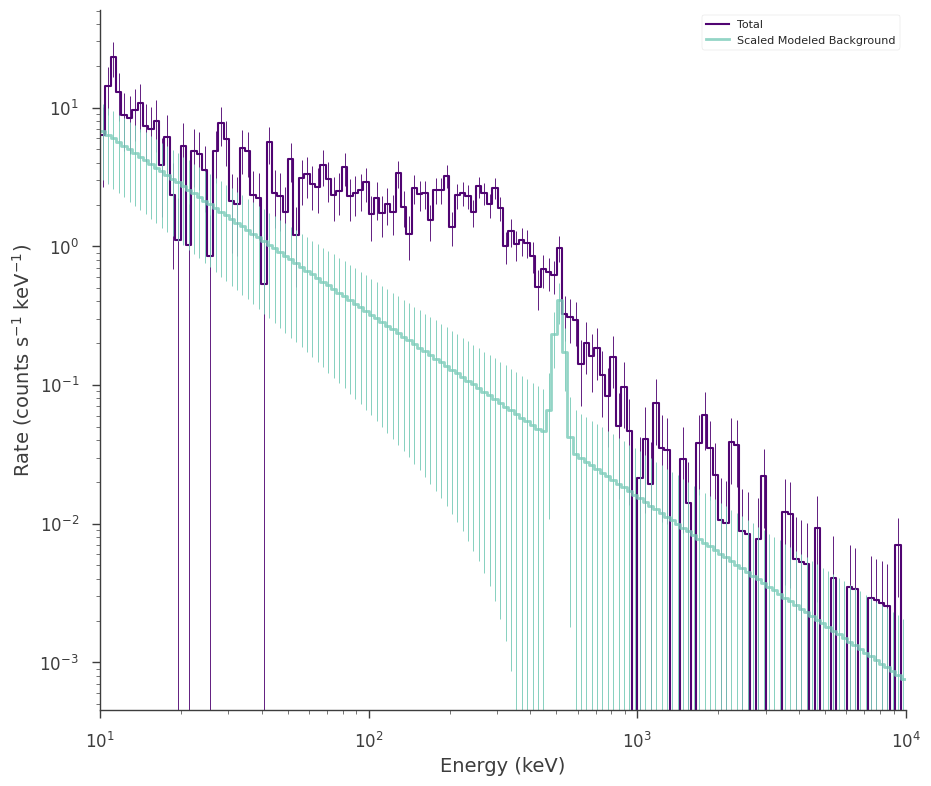 Total
Scaled Modeled Background
Rate (counts s⁻¹ keV⁻¹)
10¹
10⁰
10⁻¹
10⁻²
10⁻³
10¹ 10² 10³ 10⁴
Energy (keV)